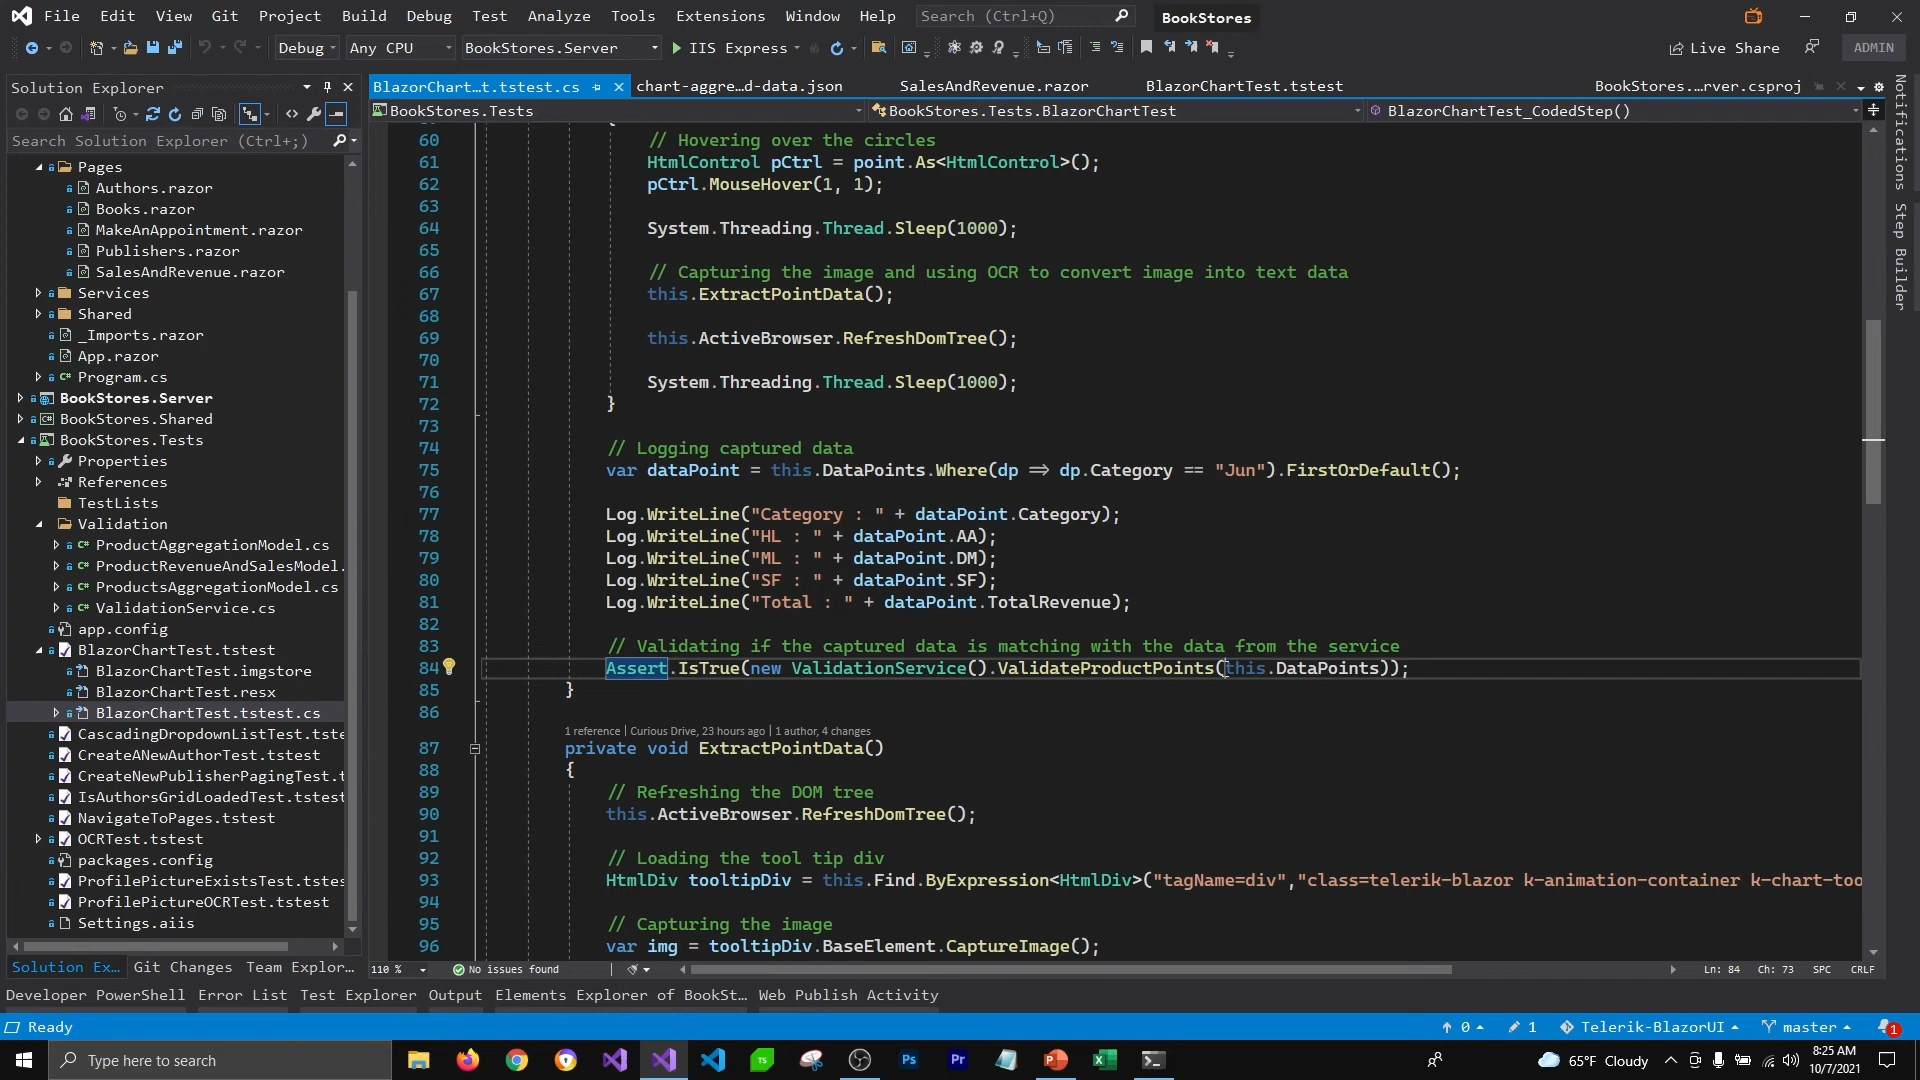 File Edit View Git Project Build Debug Test Analyze Tools Extensions Window Help Search (Ctrl+Q) BookStores
Debug Any CPU BookStores.Server IIS Express Live Share ADMIN
Solution Explorer
Search Solution Explorer (Ctrl+;)
Pages
Authors.razor
Books.razor
MakeAnAppointment.razor
Publishers.razor
SalesAndRevenue.razor
Services
Shared
_Imports.razor
App.razor
Program.cs
BookStores.Server
BookStores.Shared
BookStores.Tests
Properties
References
TestLists
Validation
ProductAggregationModel.cs
ProductRevenueAndSalesModel.
ProductsAggregationModel.cs
ValidationService.cs
app.config
BlazorChartTest.tstest
BlazorChartTest.imgstore
BlazorChartTest.resx
BlazorChartTest.tstest.cs
CascadingDropdownListTest.tste
CreateANewAuthorTest.tstest
CreateNewPublisherPagingTest.t
IsAuthorsGridLoadedTest.tstest
NavigateToPages.tstest
OCRTest.tstest
packages.config
ProfilePictureExistsTest.tstes
ProfilePictureOCRTest.tstest
Settings.aiis
Solution Ex... Git Changes Team Explor...
BlazorChart...t.tstest.cs chart-aggre...d-data.json SalesAndRevenue.razor BlazorChartTest.tstest BookStores....rver.csproj
BookStores.Tests BookStores.Tests.BlazorChartTest BlazorChartTest_CodedStep()
60 // Hovering over the circles
61 HtmlControl pCtrl = point.As<HtmlControl>();
62 pCtrl.MouseHover(1, 1);
63
64 System.Threading.Thread.Sleep(1000);
65
66 // Capturing the image and using OCR to convert image into text data
67 this.ExtractPointData();
68
69 this.ActiveBrowser.RefreshDomTree();
70
71 System.Threading.Thread.Sleep(1000);
72 }
73
74 // Logging captured data
75 var dataPoint = this.DataPoints.Where(dp => dp.Category == "Jun").FirstOrDefault();
76
77 Log.WriteLine("Category : " + dataPoint.Category);
78 Log.WriteLine("HL : " + dataPoint.AA);
79 Log.WriteLine("ML : " + dataPoint.DM);
80 Log.WriteLine("SF : " + dataPoint.SF);
81 Log.WriteLine("Total : " + dataPoint.TotalRevenue);
82
83 // Validating if the captured data is matching with the data from the service
84 Assert.IsTrue(new ValidationService().ValidateProductPoints(this.DataPoints));
85 }
86
1 reference | Curious Drive, 23 hours ago | 1 author, 4 changes
87 private void ExtractPointData()
88 {
89 // Refreshing the DOM tree
90 this.ActiveBrowser.RefreshDomTree();
91
92 // Loading the tool tip div
93 HtmlDiv tooltipDiv = this.Find.ByExpression<HtmlDiv>("tagName=div","class=telerik-blazor k-animation-container k-chart-too
94
95 // Capturing the image
96 var img = tooltipDiv.BaseElement.CaptureImage();
110 % No issues found Ln: 84 Ch: 73 SPC CRLF
Notifications
Step Builder
Developer PowerShell Error List Test Explorer Output Elements Explorer of BookSt... Web Publish Activity
Ready 0 1 Telerik-BlazorUI master 1
Type here to search TS Ps Pr 65°F Cloudy 8:25 AM
10/7/2021